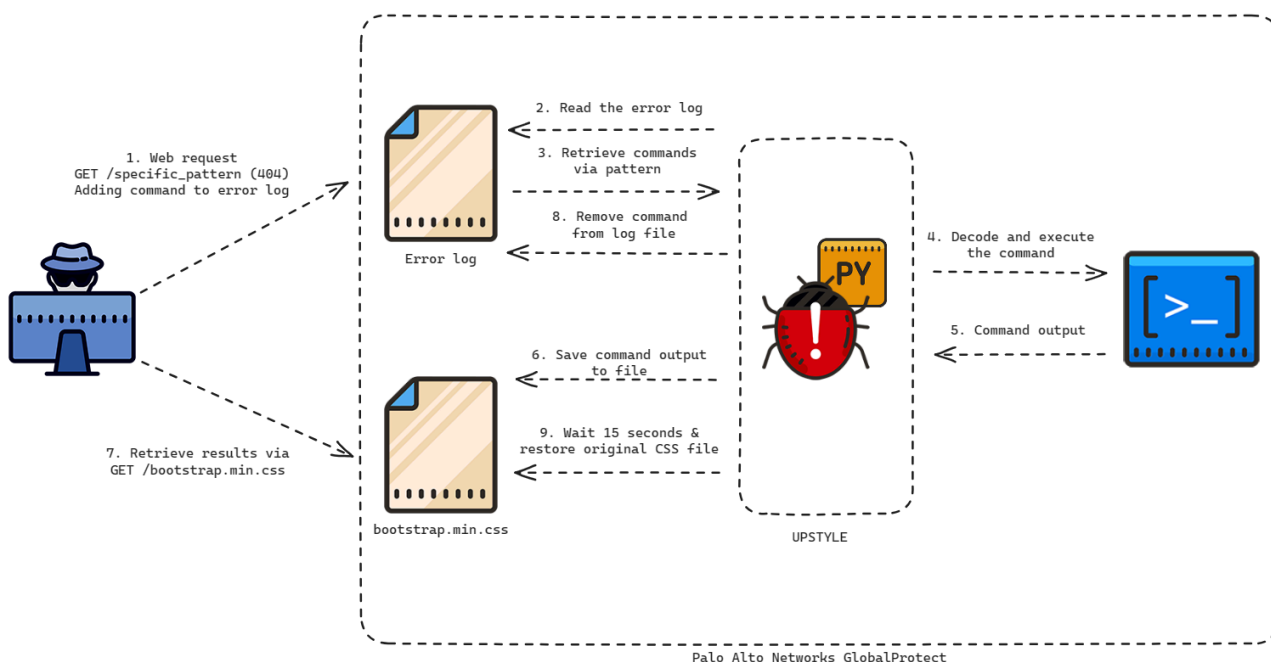 1. Web request
GET /specific_pattern (404)
Adding command to error log
2. Read the error log
3. Retrieve commands
via pattern
8. Remove command
from log file
Error log
PY
4. Decode and execute
the command
[>_]
5. Command output
6. Save command output
to file
7. Retrieve results via
GET /bootstrap.min.css
9. Wait 15 seconds &
restore original CSS file
bootstrap.min.css
UPSTYLE
Palo Alto Networks GlobalProtect